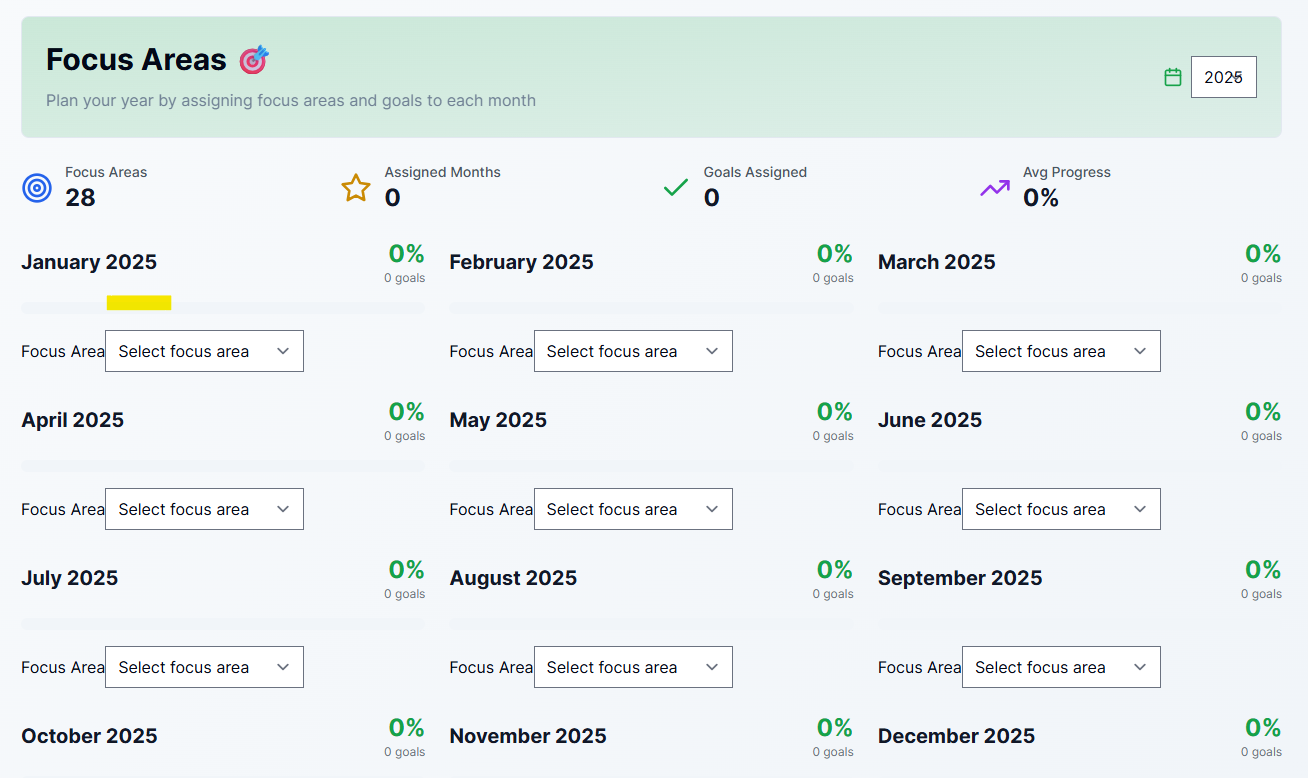 Focus Areas 🎯
Plan your year by assigning focus areas and goals to each month
2025
Focus Areas
28
Assigned Months
0
Goals Assigned
0
Avg Progress
0%
January 2025
0%
0 goals
Focus Area
Select focus area
February 2025
0%
0 goals
Focus Area
Select focus area
March 2025
0%
0 goals
Focus Area
Select focus area
April 2025
0%
0 goals
Focus Area
Select focus area
May 2025
0%
0 goals
Focus Area
Select focus area
June 2025
0%
0 goals
Focus Area
Select focus area
July 2025
0%
0 goals
Focus Area
Select focus area
August 2025
0%
0 goals
Focus Area
Select focus area
September 2025
0%
0 goals
Focus Area
Select focus area
October 2025
0%
0 goals
November 2025
0%
0 goals
December 2025
0%
0 goals